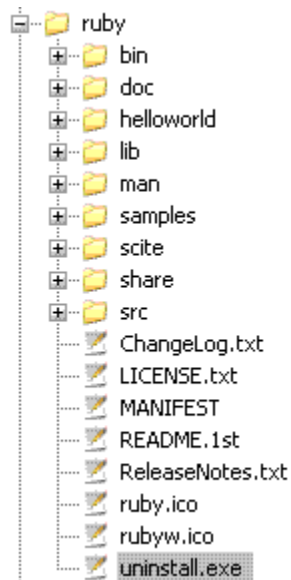 ruby
bin
doc
helloworld
lib
man
samples
scite
share
src
ChangeLog.txt
LICENSE.txt
MANIFEST
README.1st
ReleaseNotes.txt
ruby.ico
rubyw.ico
uninstall.exe